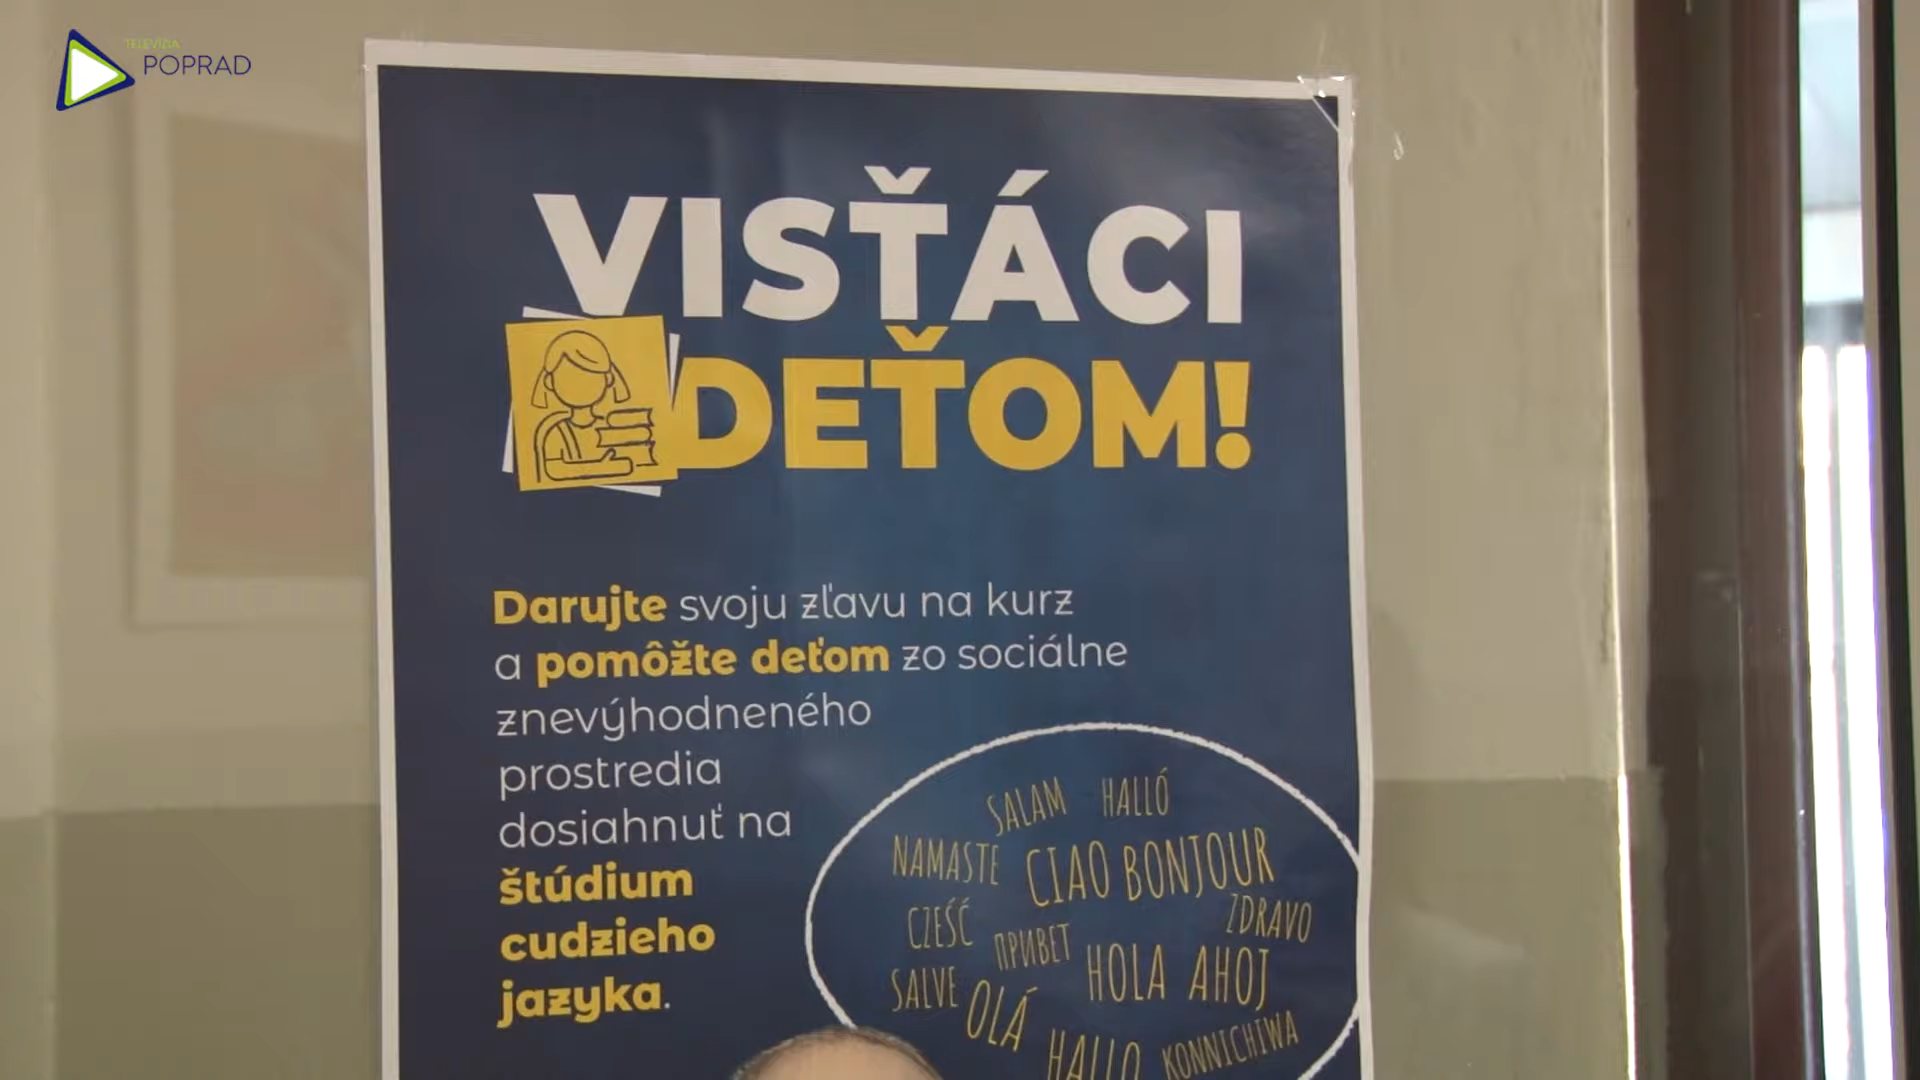 TELEVÍZIA
POPRAD
VISŤÁCI
DEŤOM!
Darujte svoju zľavu na kurz
a pomôžte deťom zo sociálne
znevýhodneného
prostredia
dosiahnuť na
štúdium
cudzieho
jazyka.
SALAM HALLÓ
NAMASTE CIAO BONJOUR
CZEŚĆ ПРИВЕТ ZDRAVO
SALVE OLÁ HOLA AHOJ
HALLO KONNICHIWA